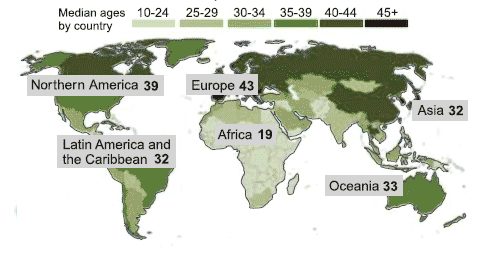 Median ages 10-24 25-29 30-34 35-39 40-44 45+
by country
Northern America 39
Europe 43
Asia 32
Africa 19
Latin America and
the Caribbean 32
Oceania 33